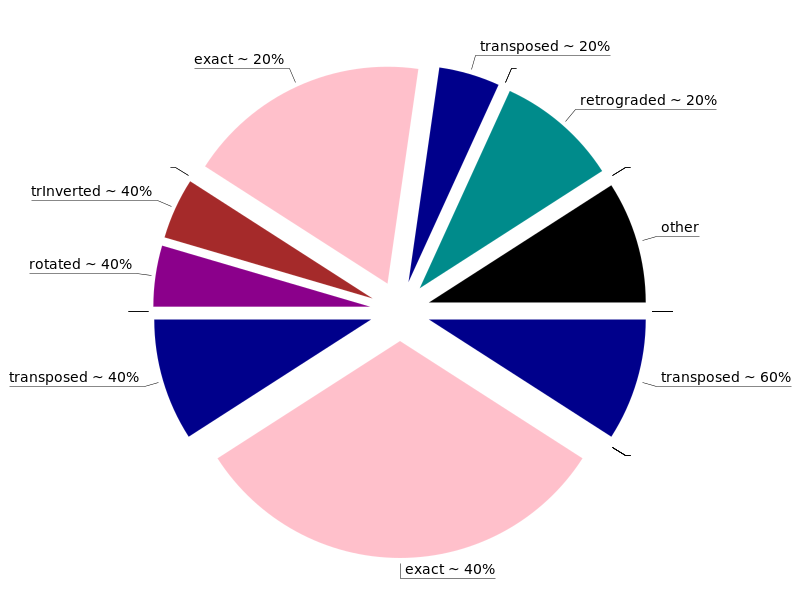 transposed ~ 20%
exact ~ 20%
retrograded ~ 20%
trInverted ~ 40%
other
rotated ~ 40%
transposed ~ 40%
transposed ~ 60%
exact ~ 40%